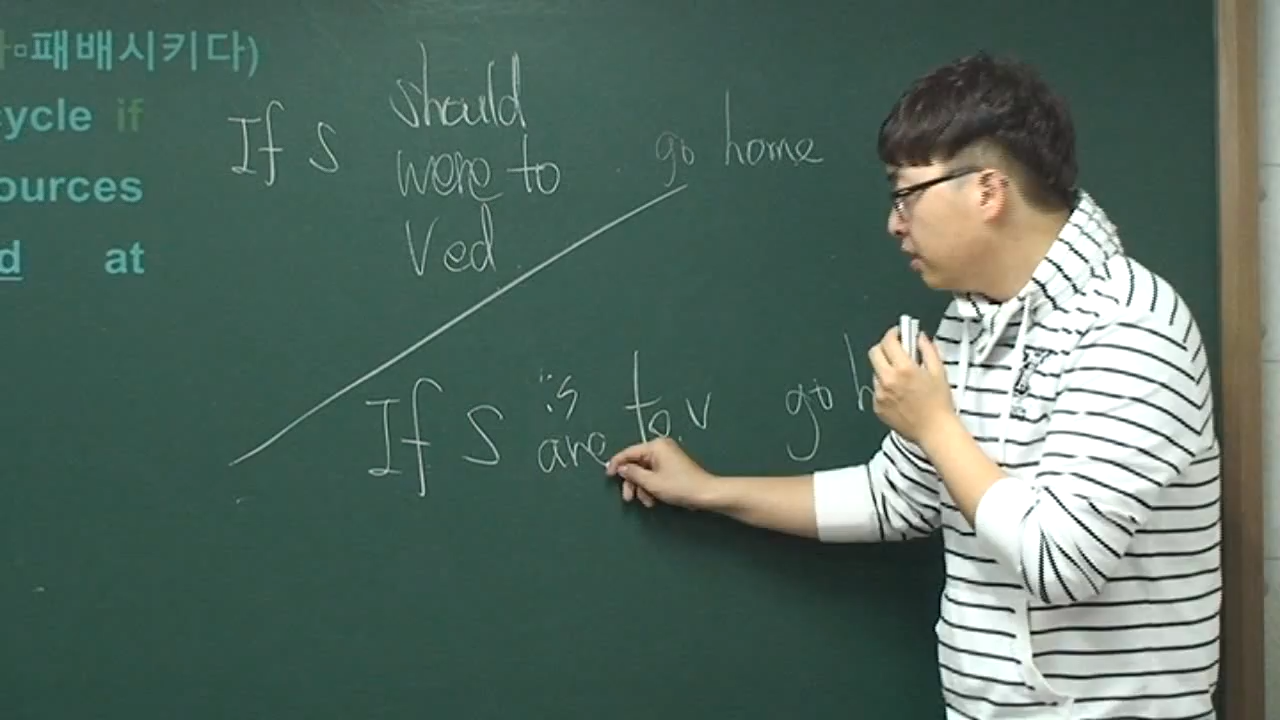 패배시키다)
cycle if
ources
d at
If S should go home
were to
Ved
If S is to v go h
are